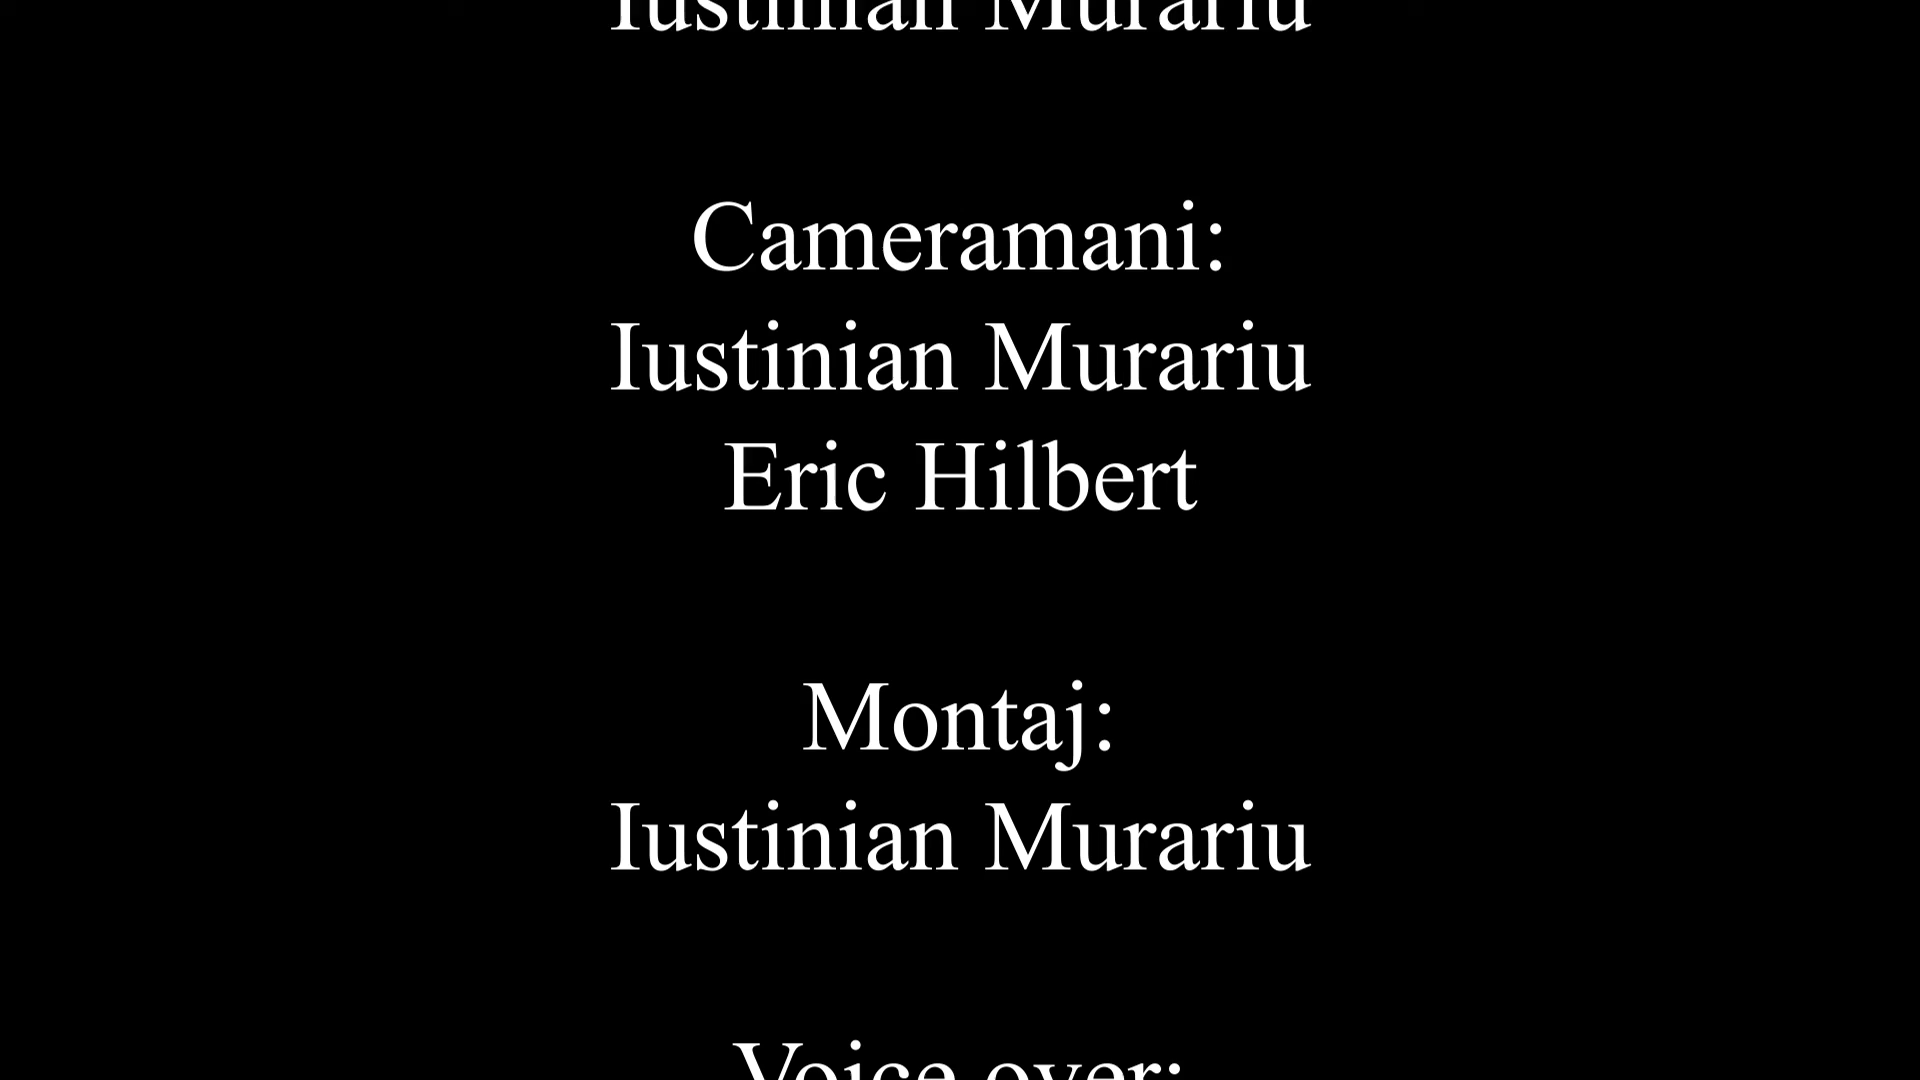 Iustinian Murariu
Cameramani:
Iustinian Murariu
Eric Hilbert
Montaj:
Iustinian Murariu
Voice over: